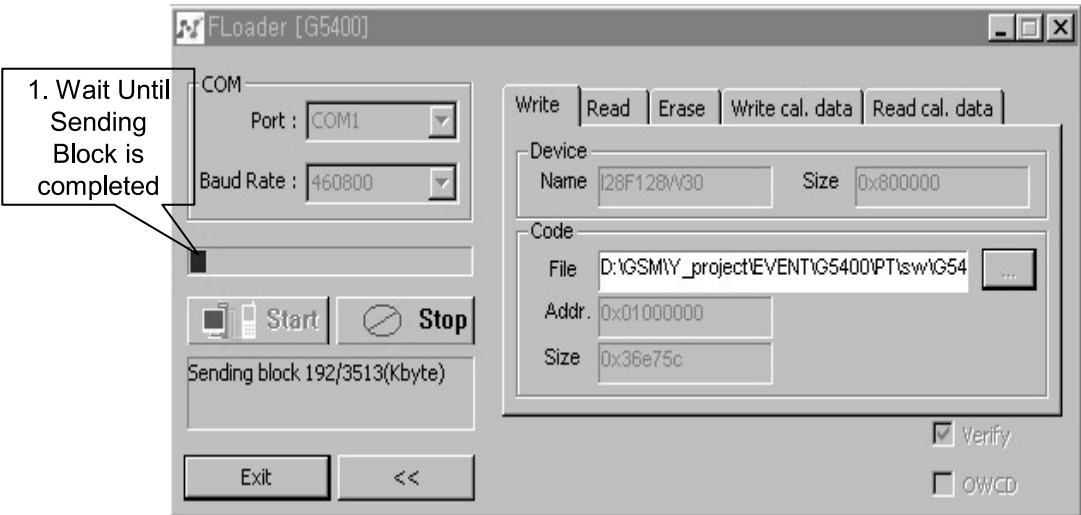 FLoader [G5400]
1. Wait Until
Sending
Block is
completed
COM
Port : COM1
Baud Rate : 460800
Start
Stop
Sending block 192/3513(Kbyte)
Exit
<<
Write Read Erase Write cal. data Read cal. data
Device
Name I28F128W30 Size 0x800000
Code
File D:\GSM\Y_project\EVENT\G5400\PT\sw\G54 ...
Addr. 0x01000000
Size 0x36e75c
Verify
OWCD